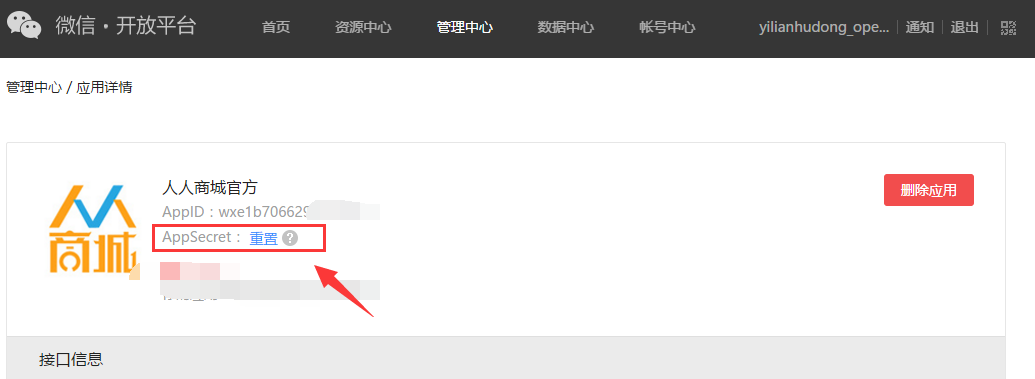 微信·开放平台 首页 资源中心 管理中心 数据中心 帐号中心 yilianhudong_ope... 通知 退出
管理中心 / 应用详情
人人商城官方
删除应用
AppID：wxe1b70662
商城
AppSecret： 重置 ?
接口信息